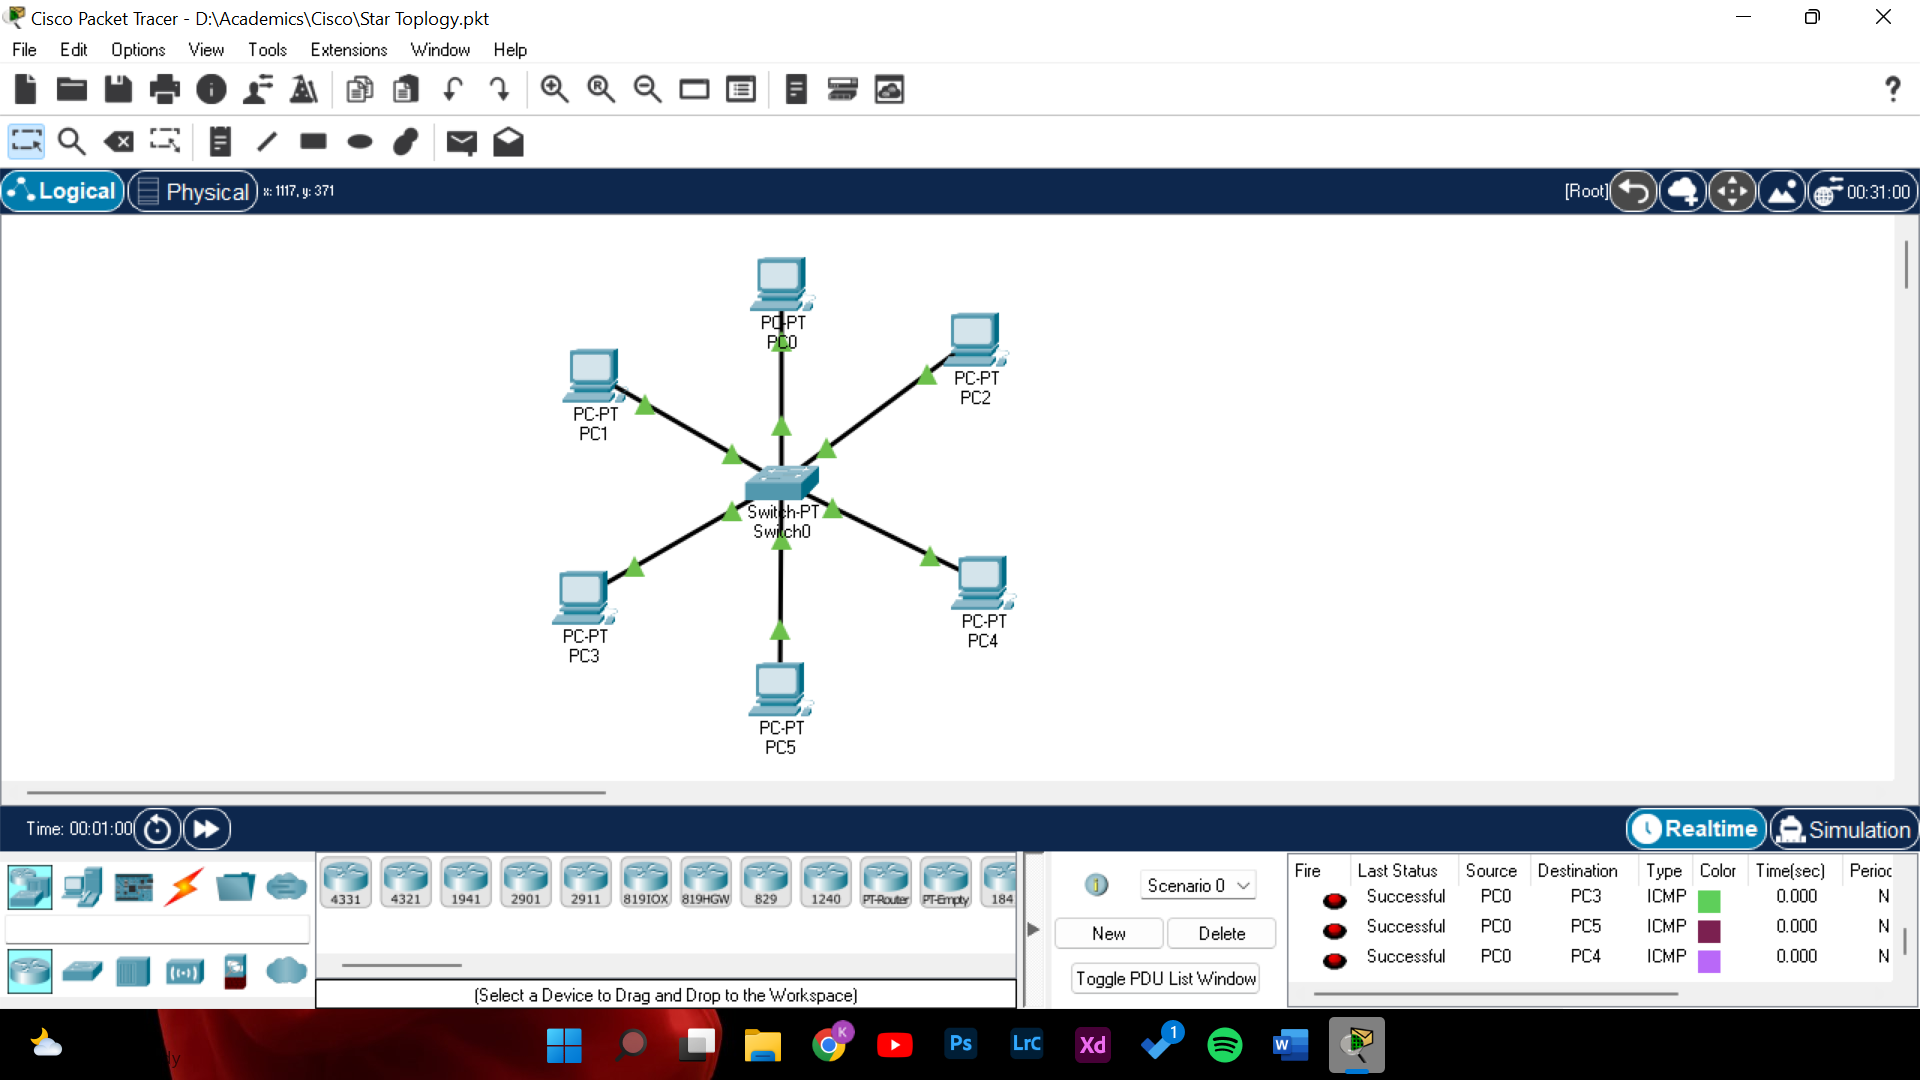 Cisco Packet Tracer - D:\Academics\Cisco\Star Toplogy.pkt
File Edit Options View Tools Extensions Window Help
Logical Physical x: 1117, y: 371 [Root] 00:31:00
PC-PT
PC0
PC-PT
PC2
PC-PT
PC1
Switch-PT
Switch0
PC-PT
PC4
PC-PT
PC3
PC-PT
PC5
Time: 00:01:00 Realtime Simulation
4331 4321 1941 2901 2911 819IOX 819HGW 829 1240 PT-Router PT-Empty 184
(Select a Device to Drag and Drop to the Workspace)
Scenario 0
New Delete
Toggle PDU List Window
Fire Last Status Source Destination Type Color Time(sec) Perioc
Successful PC0 PC3 ICMP 0.000 N
Successful PC0 PC5 ICMP 0.000 N
Successful PC0 PC4 ICMP 0.000 N
K
Ps LrC Xd 1 W